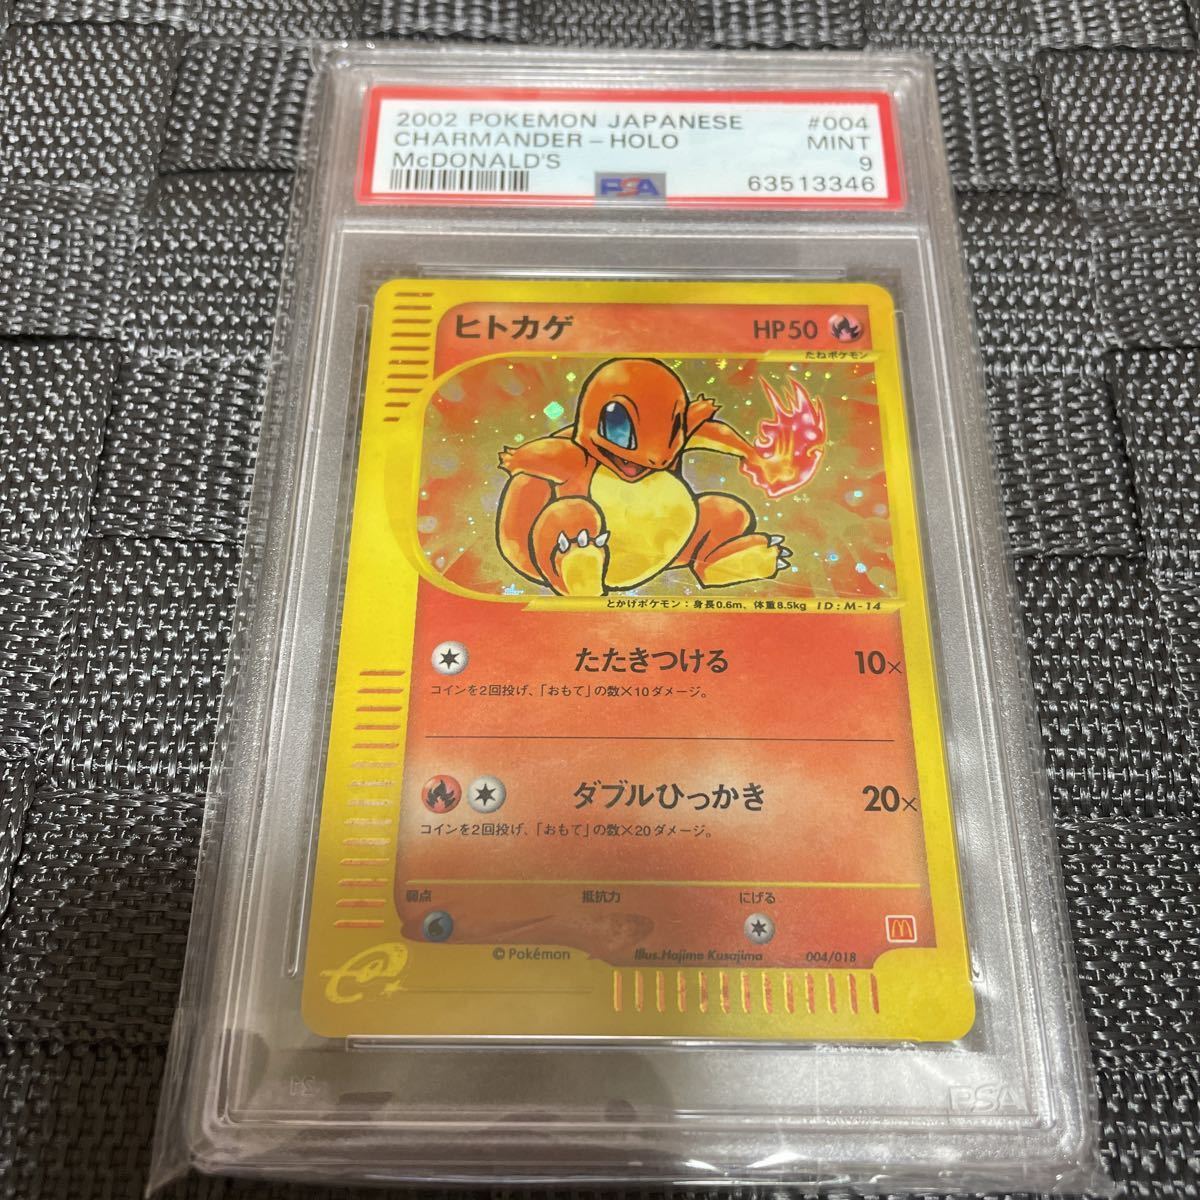 2002 POKEMON JAPANESE #004
CHARMANDER - HOLO MINT
McDONALD'S 9
PSA 63513346
ヒトカゲ HP50
たねポケモン
とかげポケモン：身長0.6m、体重8.5kg ID:M-14
たたきつける 10×
コインを2回投げ、「おもて」の数×10ダメージ。
ダブルひっかき 20×
コインを2回投げ、「おもて」の数×20ダメージ。
弱点 抵抗力 にげる
© Pokémon Illus.Hajime Kusajima 004/018
PSA